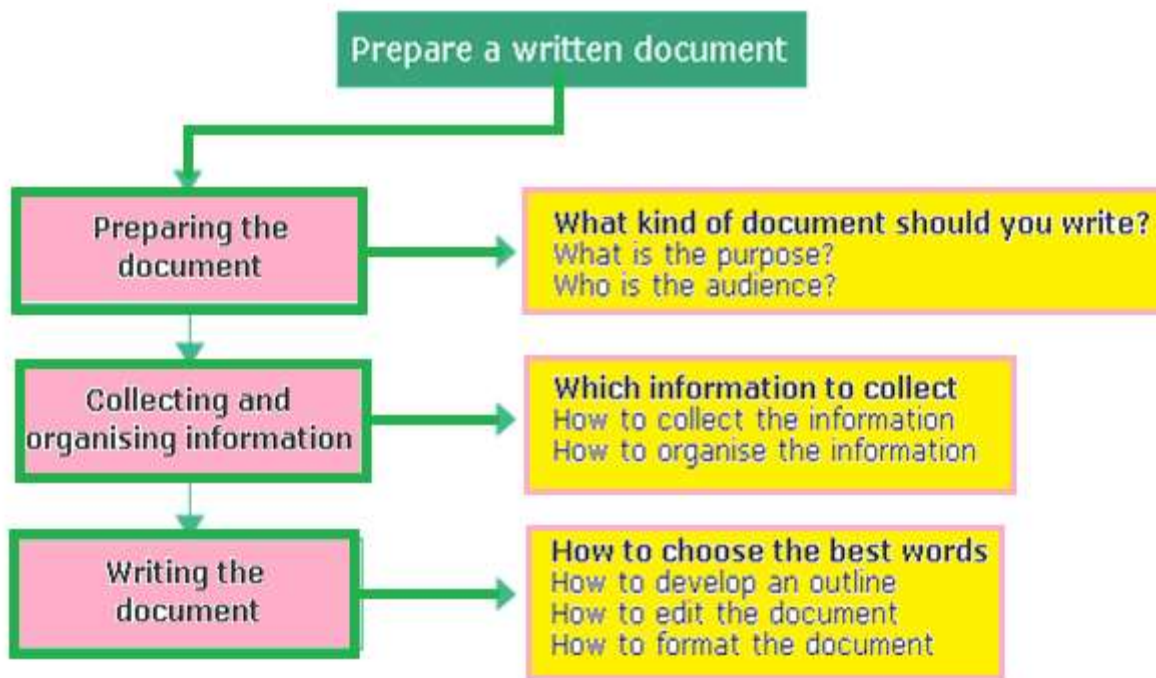 Prepare a written document
Preparing the
document
What kind of document should you write?
What is the purpose?
Who is the audience?
Collecting and
organising information
Which information to collect
How to collect the information
How to organise the information
Writing the
document
How to choose the best words
How to develop an outline
How to edit the document
How to format the document